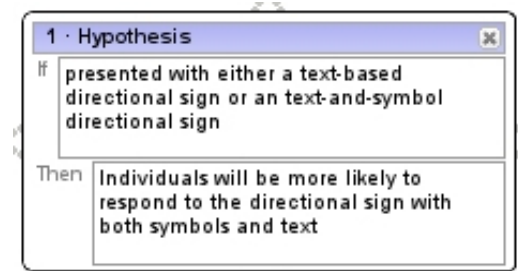 1 · Hypothesis
If
presented with either a text-based
directional sign or an text-and-symbol
directional sign
Then
Individuals will be more likely to
respond to the directional sign with
both symbols and text